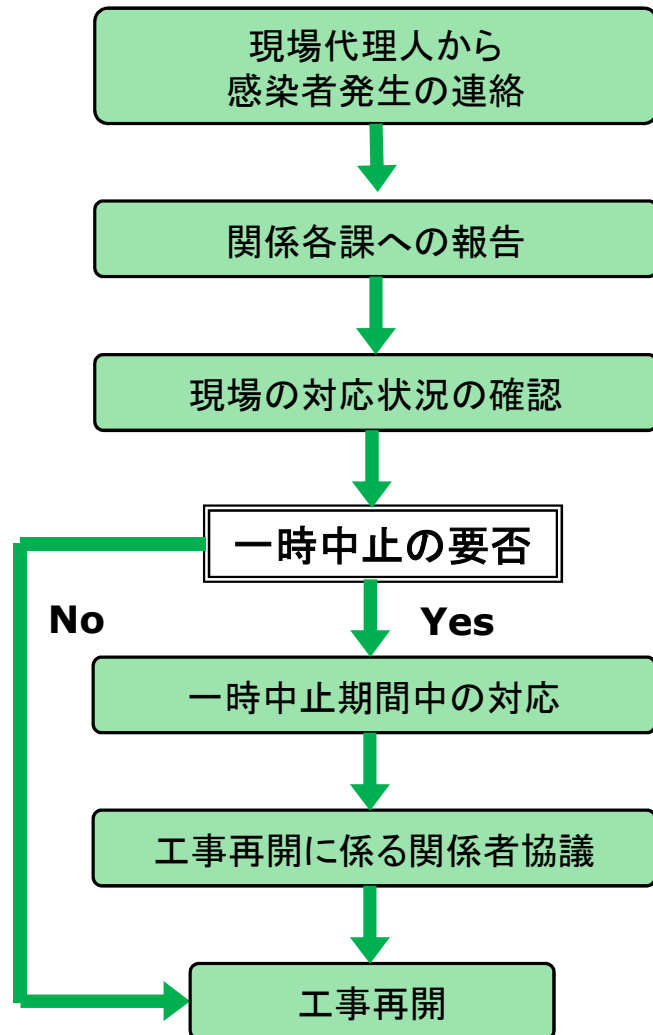 現場代理人から
感染者発生の連絡
関係各課への報告
現場の対応状況の確認
一時中止の要否
No
Yes
一時中止期間中の対応
工事再開に係る関係者協議
工事再開